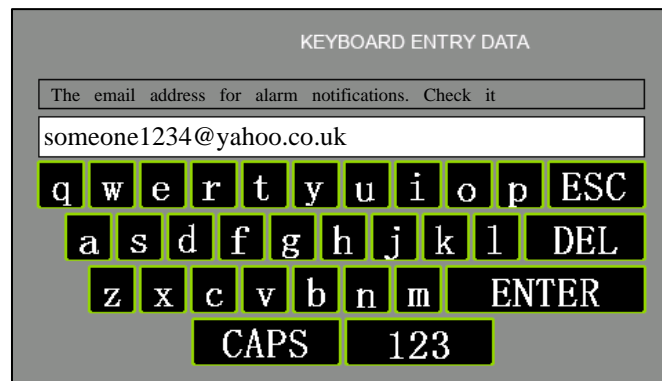 KEYBOARD ENTRY DATA
The email address for alarm notifications. Check it
someone1234@yahoo.co.uk
q w e r t y u i o p ESC
a s d f g h j k l DEL
z x c v b n m ENTER
CAPS 123